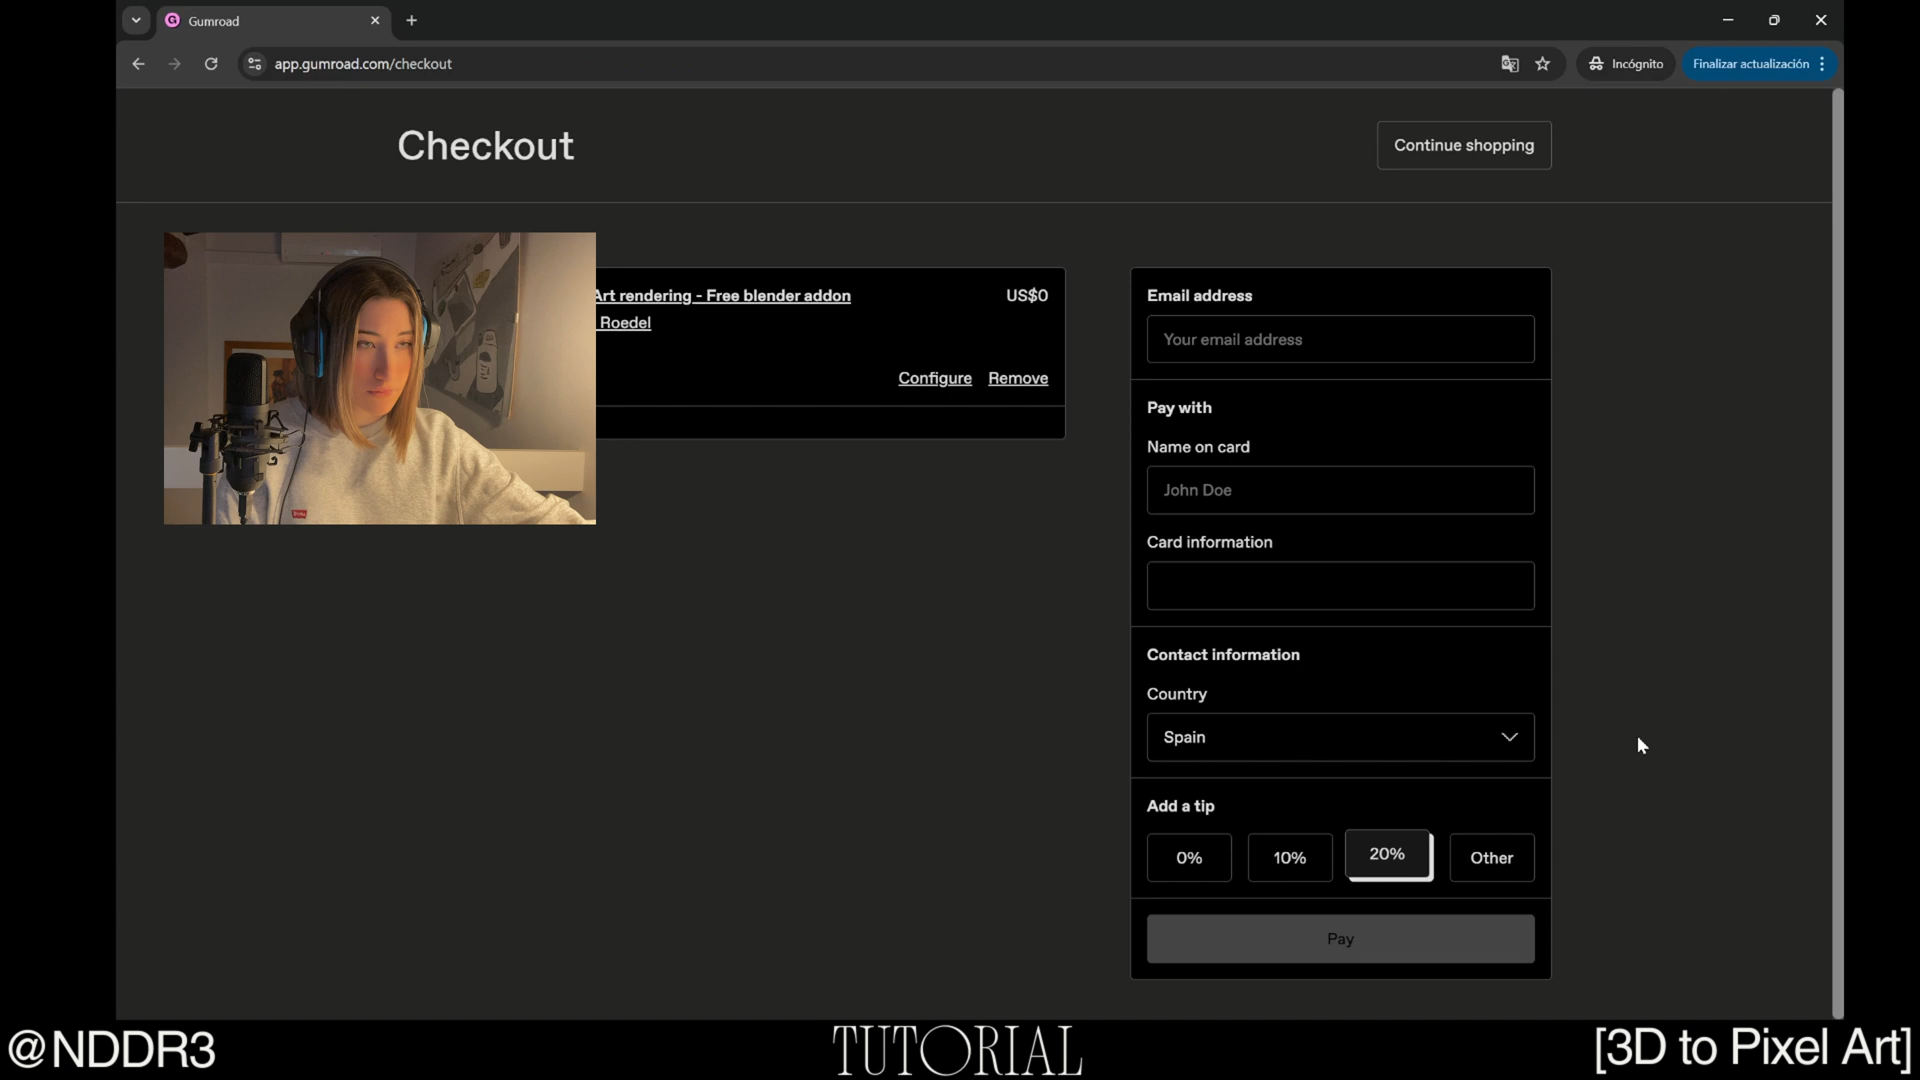 Gumroad
app.gumroad.com/checkout
Incógnito
Finalizar actualización
Checkout
Continue shopping
Art rendering - Free blender addon
US$0
Roedel
Configure
Remove
Email address
Your email address
Pay with
Name on card
John Doe
Card information
Contact information
Country
Spain
Add a tip
0%
10%
20%
Other
Pay
@NDDR3
TUTORIAL
[3D to Pixel Art]